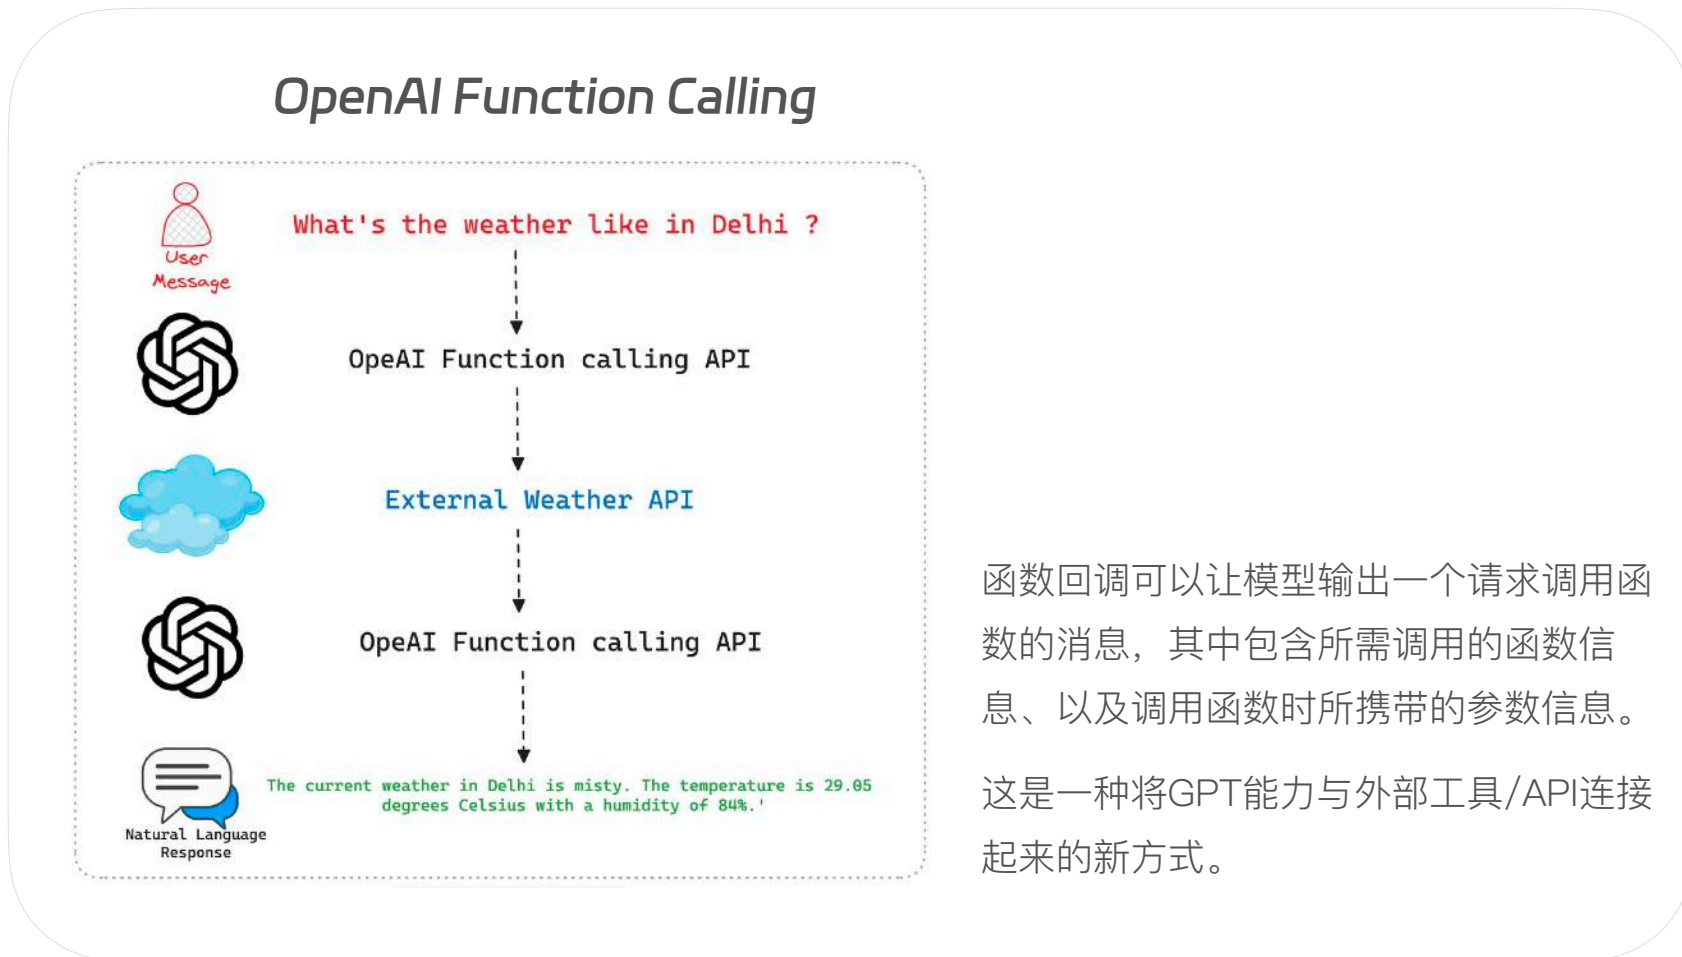 OpenAI Function Calling
What's the weather like in Delhi ?
User
Message
OpeAI Function calling API
External Weather API
OpeAI Function calling API
The current weather in Delhi is misty. The temperature is 29.05
degrees Celsius with a humidity of 84%.'
Natural Language
Response
函数回调可以让模型输出一个请求调用函
数的消息，其中包含所需调用的函数信
息、以及调用函数时所携带的参数信息。
这是一种将GPT能力与外部工具/API连接
起来的新方式。